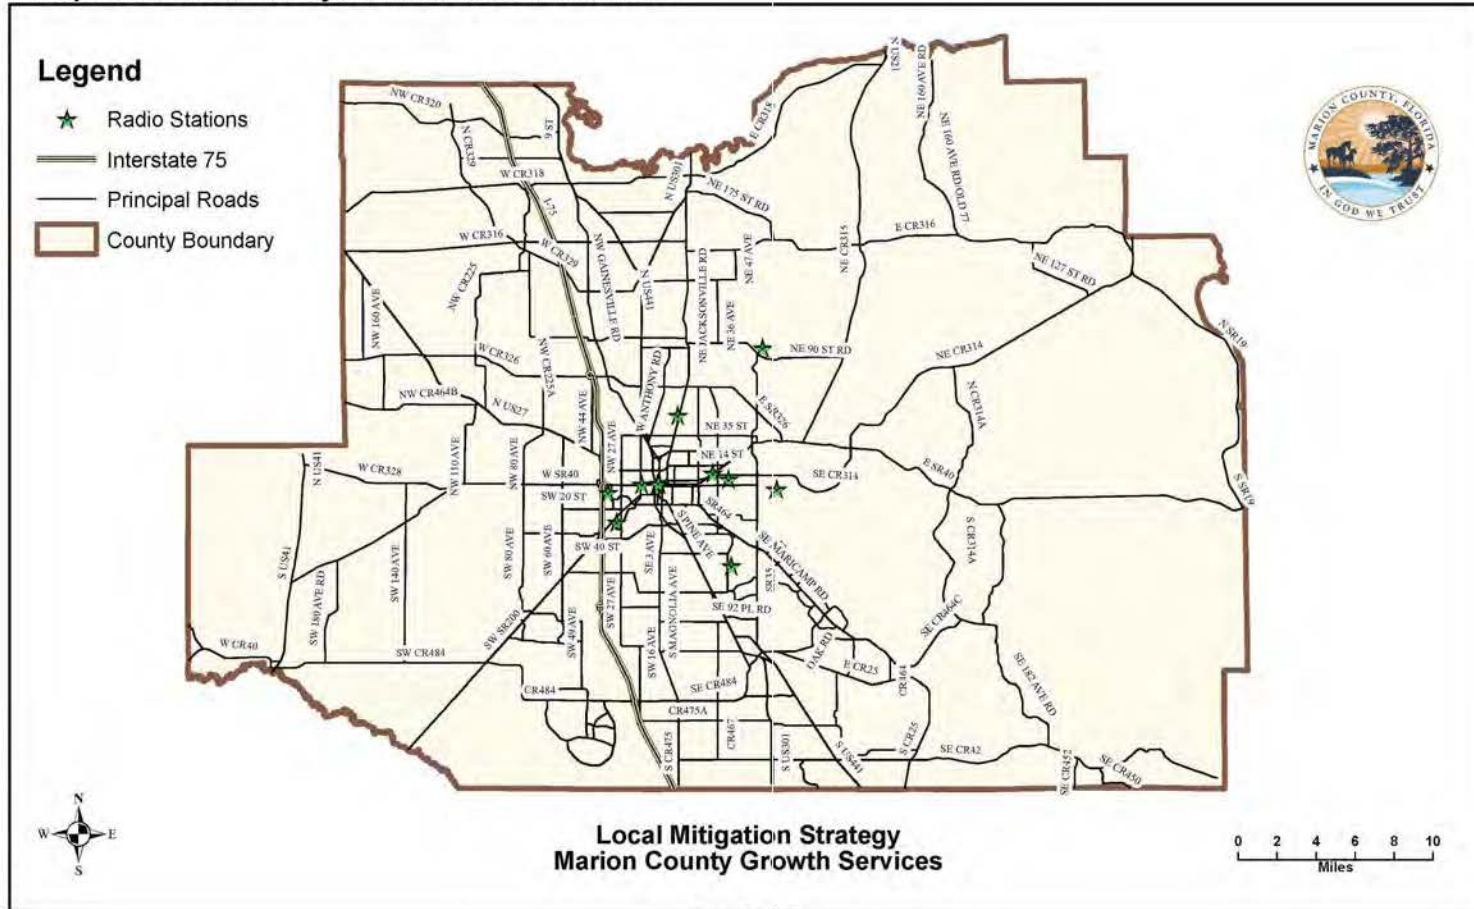 Legend
Radio Stations
Interstate 75
Principal Roads
County Boundary
MARION COUNTY, FLORIDA
IN GOD WE TRUST
NW CR320
N CR329
W CR318
I-75
N US301
E CR318
NE 175 ST RD
NE 160 AVE RD
NE 160 AVE RD/OLD 77
W CR316
W CR329
NW GAINESVILLE RD
N US441
NE JACKSONVILLE RD
NE 47 AVE
NE 36 AVE
NE CR315
E CR316
NE 127 ST RD
N SR19
NW 160 AVE
NW CR225
W CR326
NW CR225A
NW CR464B
N US27
NW 44 AVE
NW 27 AVE
W ANTHONY RD
NE 90 ST RD
E SR326
NE CR314
N CR314A
NE 35 ST
NE 14 ST
N US41
W CR328
NW 110 AVE
NW 80 AVE
W SR40
SW 20 ST
SE CR314
E SR40
S SR19
SR464
S PINE AVE
SE MARICAMP RD
SR35
S US41
SW 180 AVE RD
SW 140 AVE
SW 80 AVE
SW 60 AVE
SW 40 ST
SE 3 AVE
S MAGNOLIA AVE
SW 27 AVE
SE 92 PL RD
S CR314A
SE CR464C
W CR40
SW CR484
SW SR200
SW 49 AVE
SW 16 AVE
OAK RD
E CR25
CR464
SE 182 AVE RD
CR484
SE CR484
CR475A
S CR475
CR467
S US301
S US441
S CR25
SE CR42
SE CR452
SE CR450
N
W
E
S
Local Mitigation Strategy
Marion County Growth Services
0 2 4 6 8 10
Miles